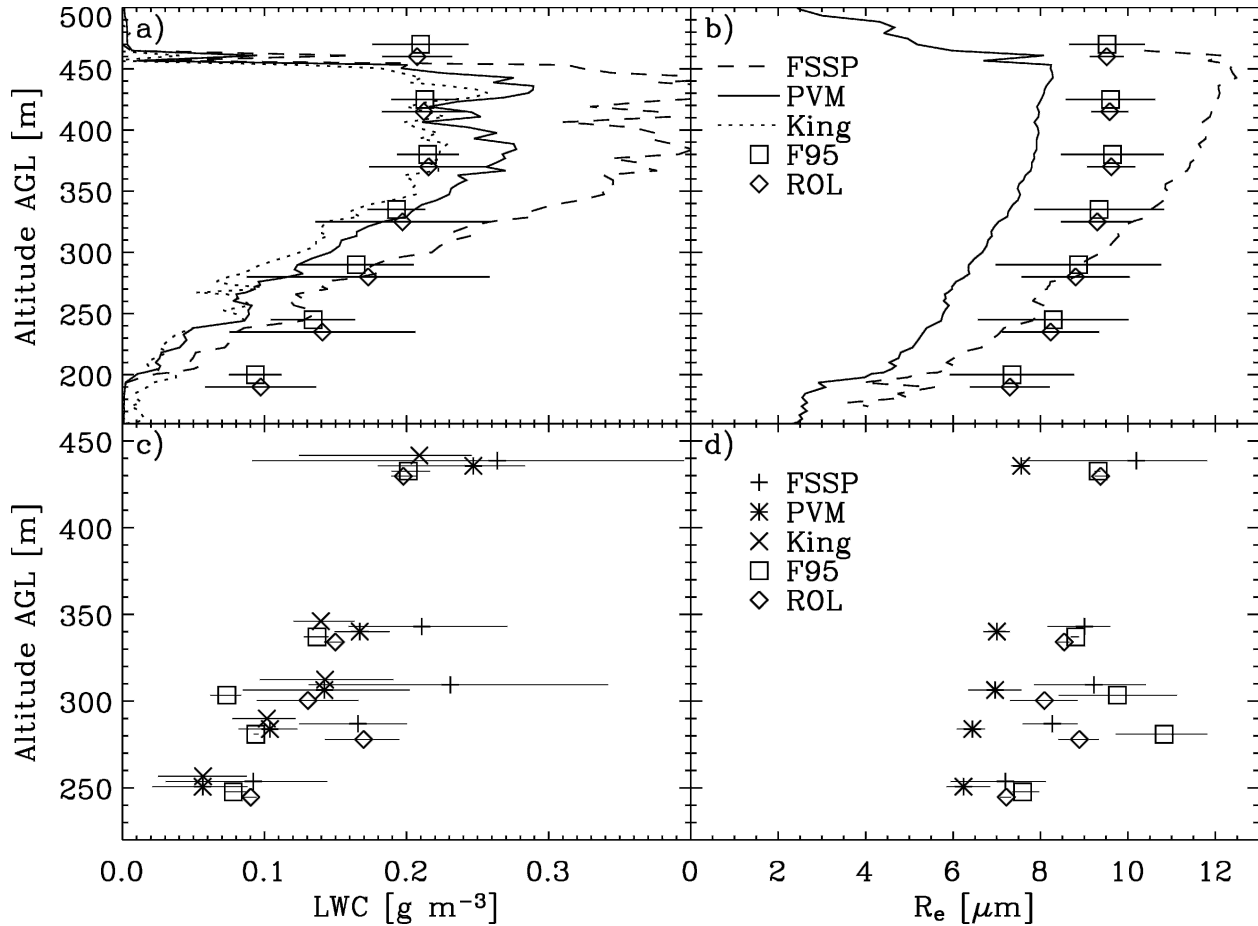 a)
500
450
400
350
300
250
200
Altitude AGL [m]
b)
FSSP
PVM
King
F95
ROL
c)
450
400
350
300
250
Altitude AGL [m]
0.0 0.1 0.2 0.3
LWC [g m⁻³]
d)
FSSP
PVM
King
F95
ROL
2 4 6 8 10 12
Rₑ [μm]